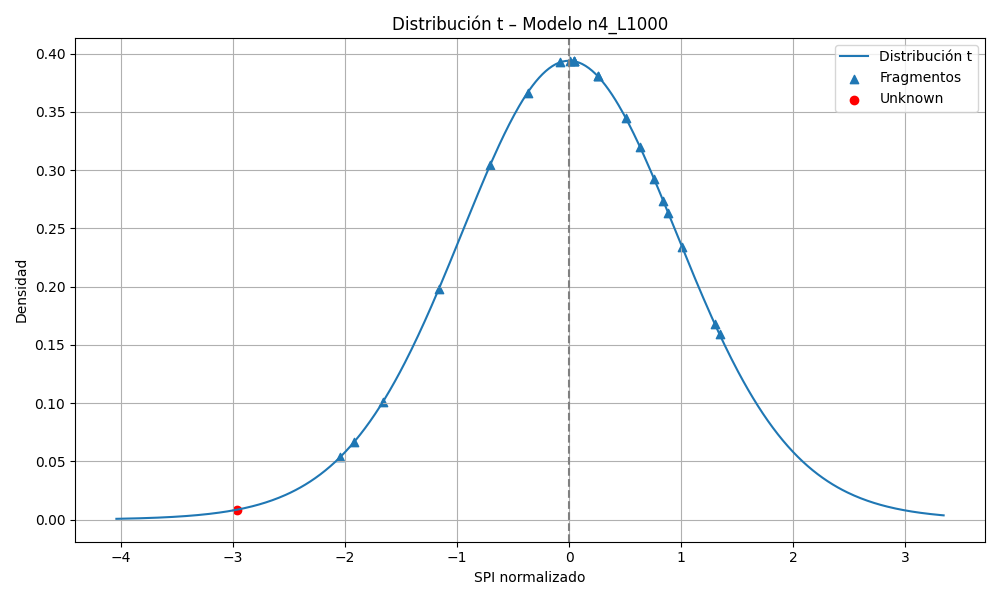 Distribución t – Modelo n4_L1000
Distribución t
Fragmentos
Unknown
0.40
0.35
0.30
0.25
0.20
0.15
0.10
0.05
0.00
Densidad
−4 −3 −2 −1 0 1 2 3
SPI normalizado